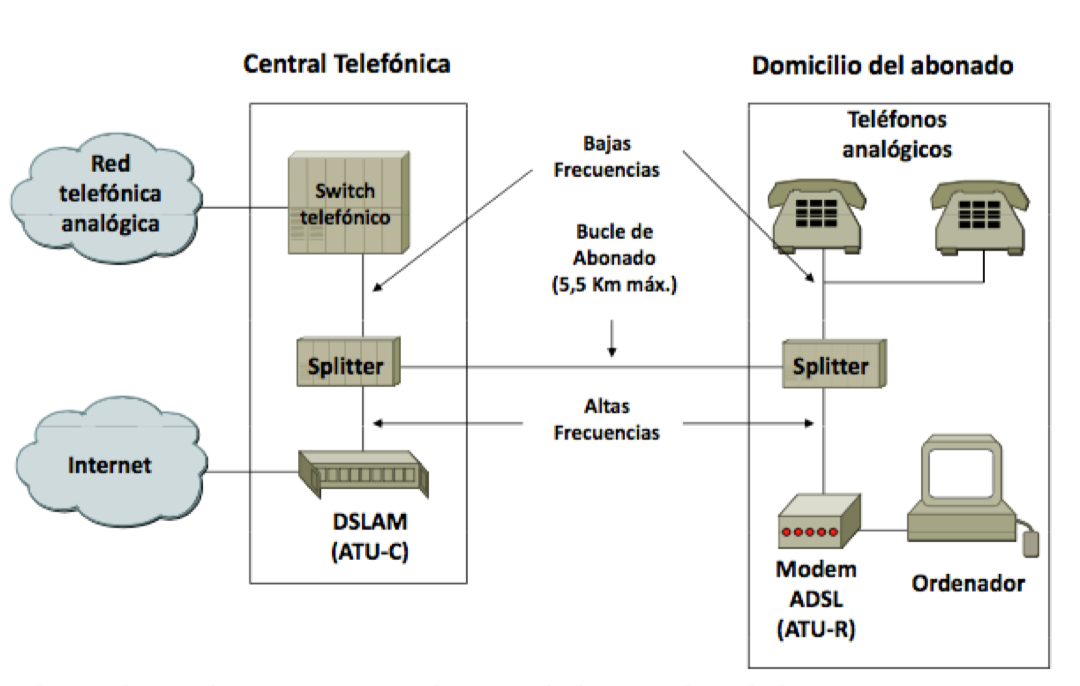 Central Telefónica
Domicilio del abonado
Red
telefónica
analógica
Switch
telefónico
Bajas
Frecuencias
Teléfonos
analógicos
Bucle de
Abonado
(5,5 Km máx.)
Splitter
Splitter
Altas
Frecuencias
Internet
DSLAM
(ATU-C)
Modem
ADSL
(ATU-R)
Ordenador